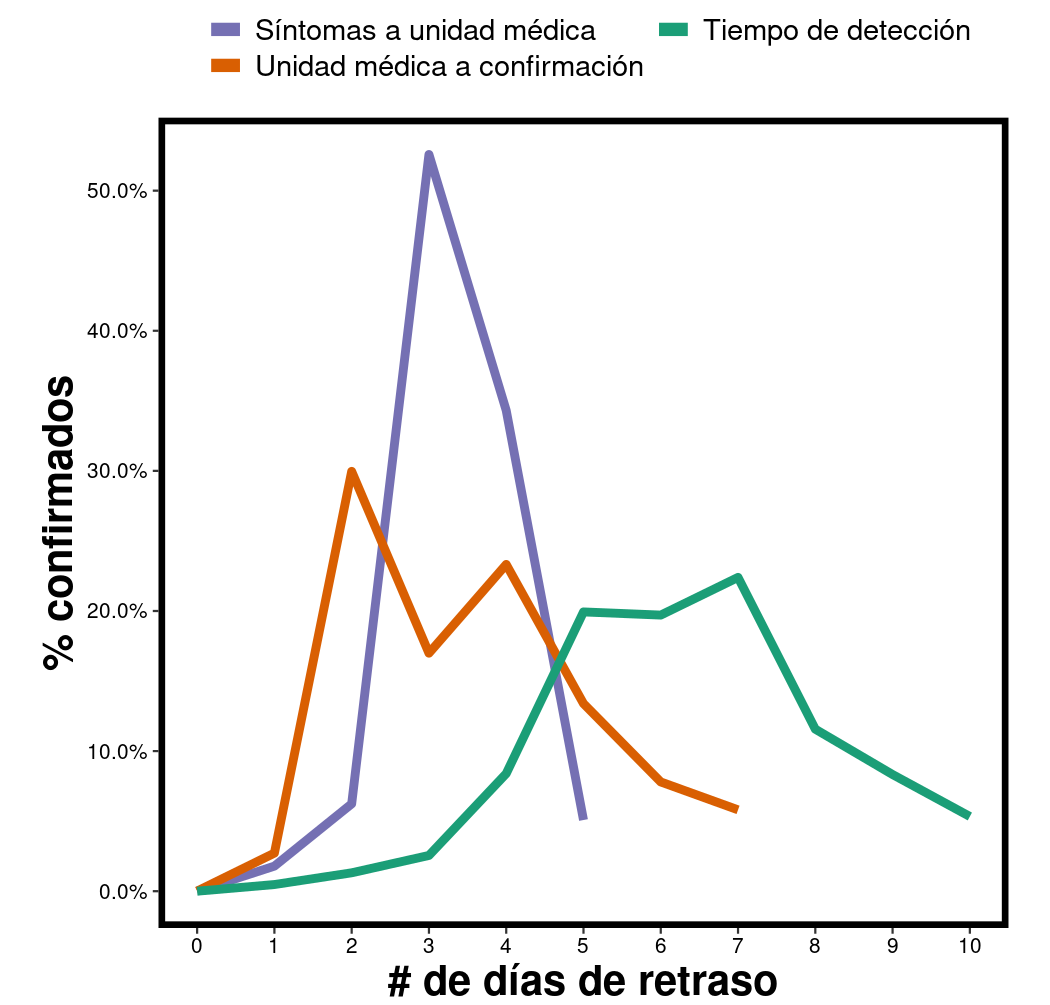 Síntomas a unidad médica
Tiempo de detección
Unidad médica a confirmación
% confirmados
50.0%
40.0%
30.0%
20.0%
10.0%
0.0%
0 1 2 3 4 5 6 7 8 9 10
# de días de retraso